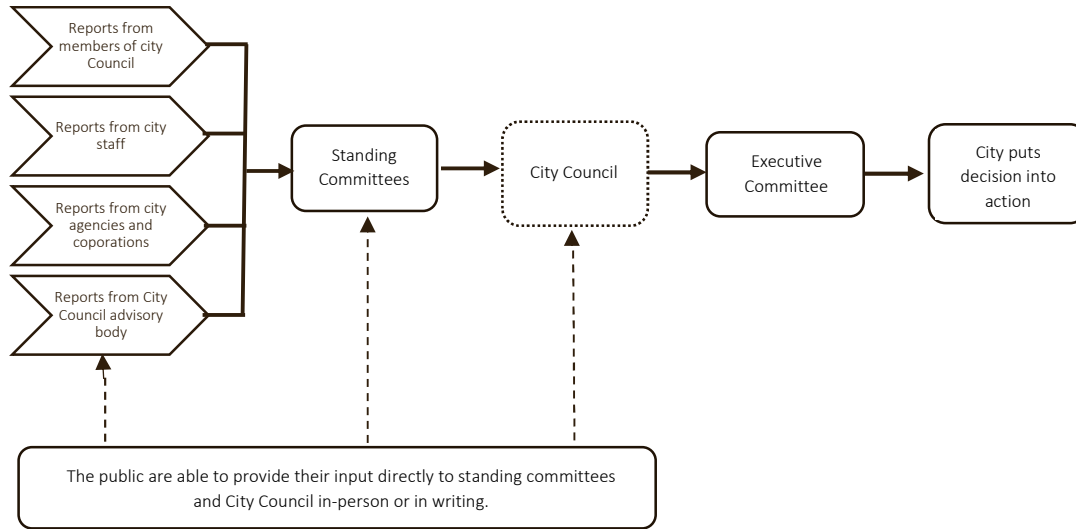 Reports from
members of city
Council
Reports from city
staff
Reports from city
agencies and
coporations
Reports from City
Council advisory
body
Standing
Committees
City Council
Executive
Committee
City puts
decision into
action
The public are able to provide their input directly to standing committees
and City Council in-person or in writing.